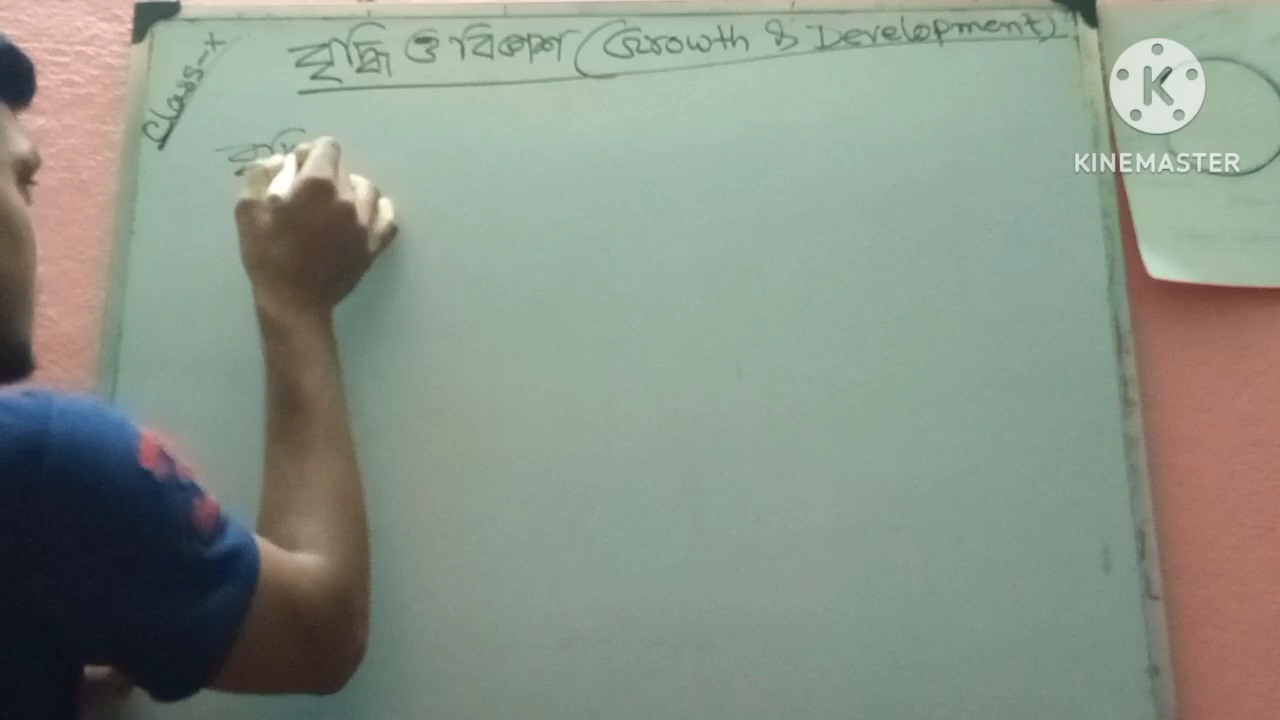 বৃদ্ধি ও বিকাশ (Growth & Development)
Class-X
KINEMASTER